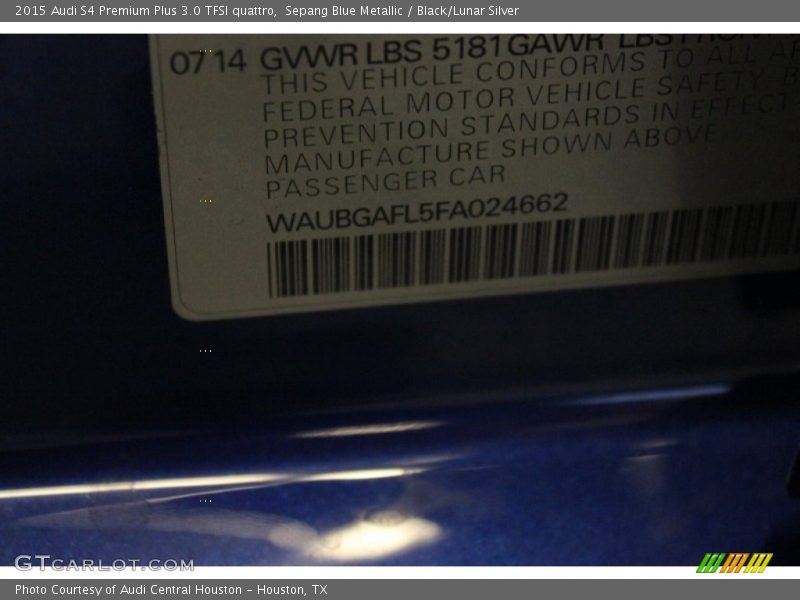 2015 Audi S4 Premium Plus 3.0 TFSI quattro,  Sepang Blue Metallic / Black/Lunar Silver
0714 GVWR LBS 5181 GAWR LBS
THIS VEHICLE CONFORMS TO ALL
FEDERAL MOTOR VEHICLE SAFETY
PREVENTION STANDARDS IN EFFECT
MANUFACTURE SHOWN ABOVE
PASSENGER CAR
WAUBGAFL5FA024662
GTCARLOT.COM
Photo Courtesy of Audi Central Houston - Houston, TX